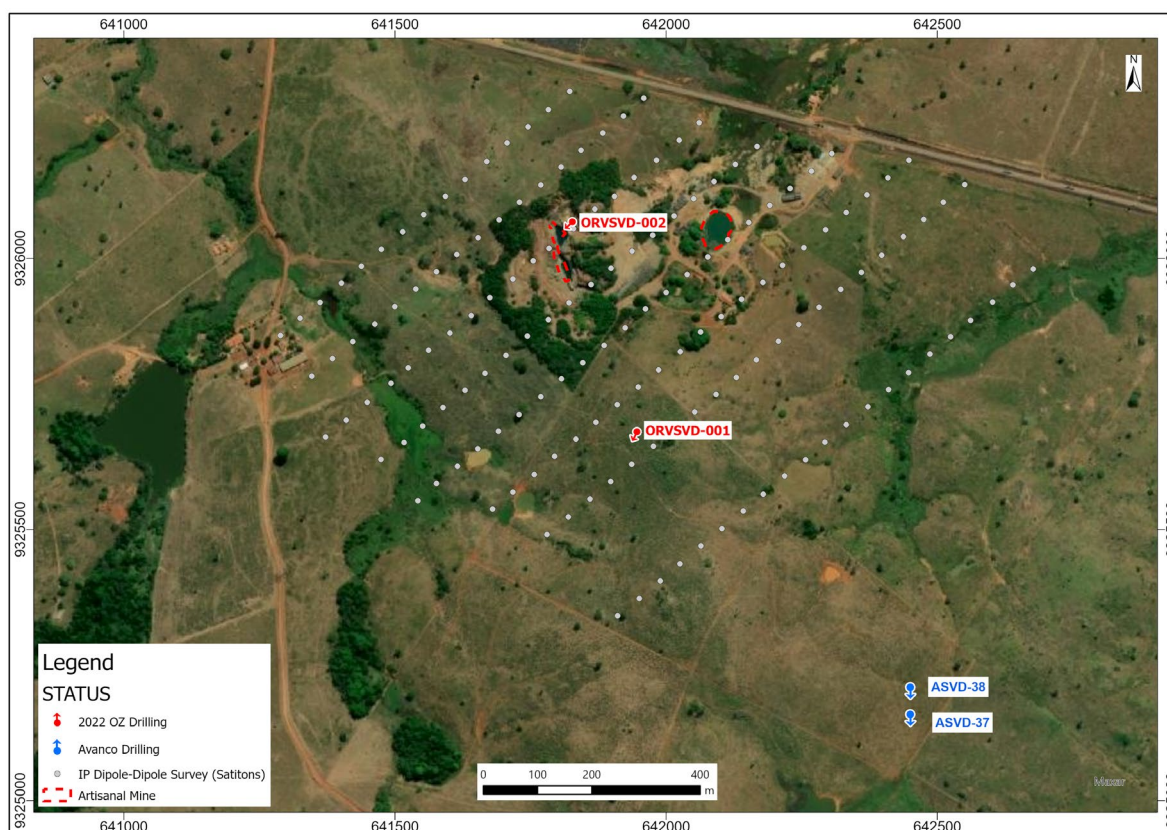 641000 641500 642000 642500
N
ORVSVD-002
9326000
ORVSVD-001
9325500
Legend
STATUS
2022 OZ Drilling
Avanco Drilling
IP Dipole-Dipole Survey (Satitons)
Artisanal Mine
ASVD-38
ASVD-37
0 100 200 400
m
Maxar
9325000
641000 641500 642000 642500